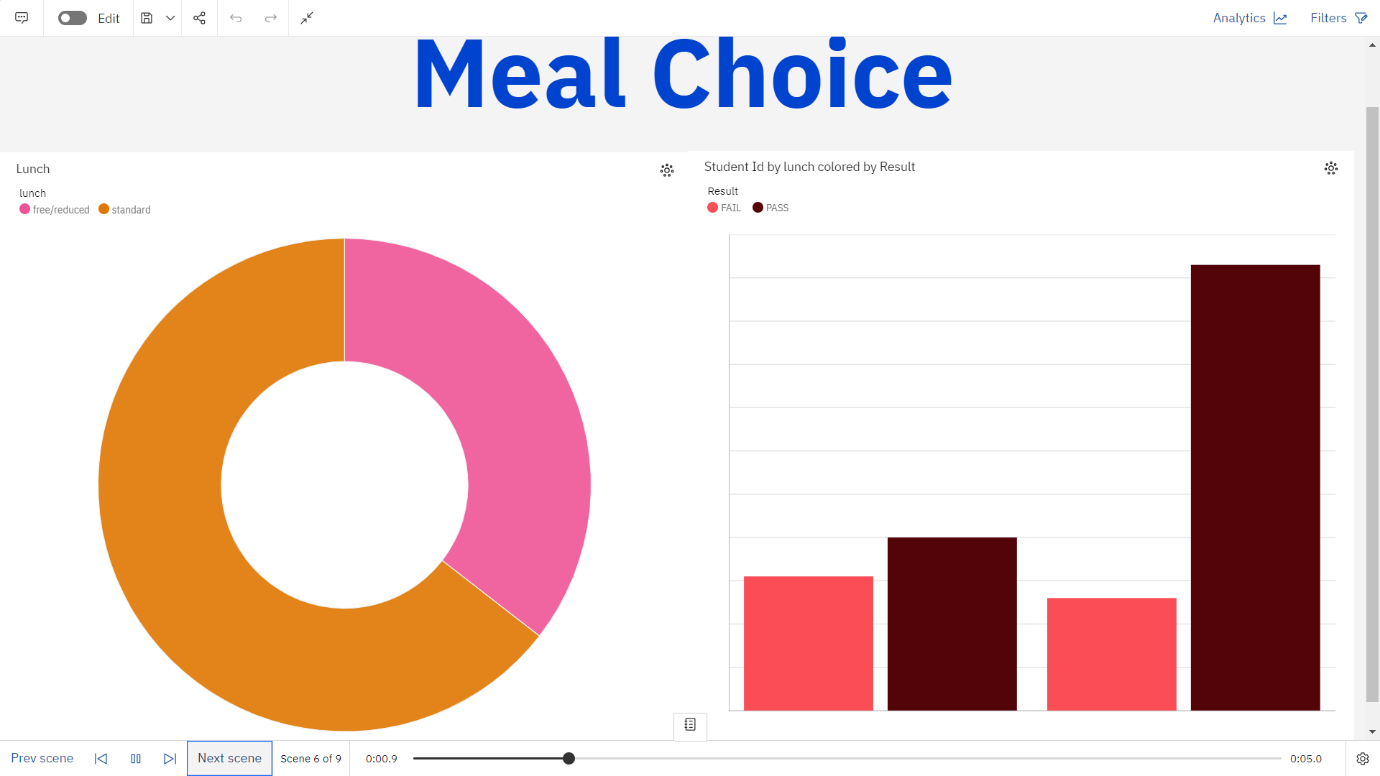 Edit
Analytics
Filters
Meal Choice
Lunch
lunch
free/reduced standard
Student Id by lunch colored by Result
Result
FAIL PASS
Prev scene
Next scene
Scene 6 of 9
0:00.9
0:05.0